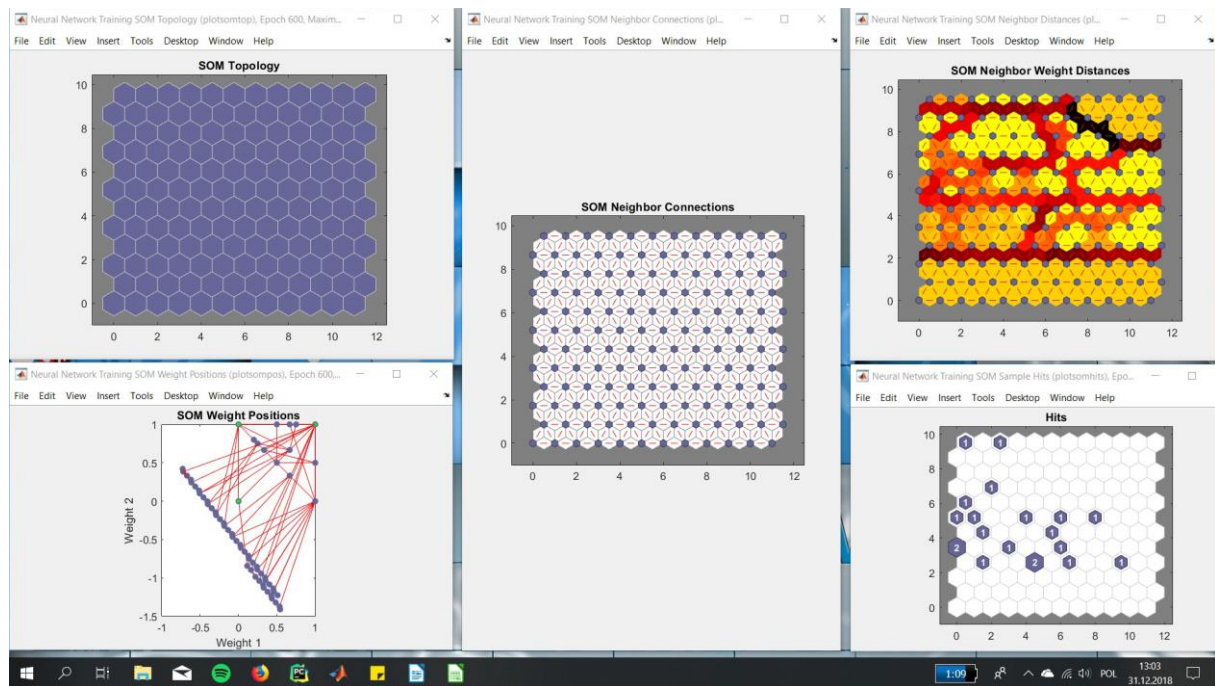 Neural Network Training SOM Topology (plotsomtop), Epoch 600, Maxim...
File Edit View Insert Tools Desktop Window Help
SOM Topology
10
8
6
4
2
0
0 2 4 6 8 10 12
Neural Network Training SOM Neighbor Connections (pl...
File Edit View Insert Tools Desktop Window Help
SOM Neighbor Connections
10
8
6
4
2
0
0 2 4 6 8 10 12
Neural Network Training SOM Neighbor Distances (pl...
File Edit View Insert Tools Desktop Window Help
SOM Neighbor Weight Distances
10
8
6
4
2
0
0 2 4 6 8 10 12
Neural Network Training SOM Weight Positions (plotsompos), Epoch 600,...
File Edit View Insert Tools Desktop Window Help
SOM Weight Positions
1
0.5
0
-0.5
-1
-1.5
Weight 2
-1 -0.5 0 0.5 1
Weight 1
Neural Network Training SOM Sample Hits (plotsomhits), Epo...
File Edit View Insert Tools Desktop Window Help
Hits
10
8
6
4
2
0
1 1
1
1
1 1 1 1 1
1 1
2 1 1
1 2 1 1
0 2 4 6 8 10 12
PC
1:09
POL
13:03
31.12.2018